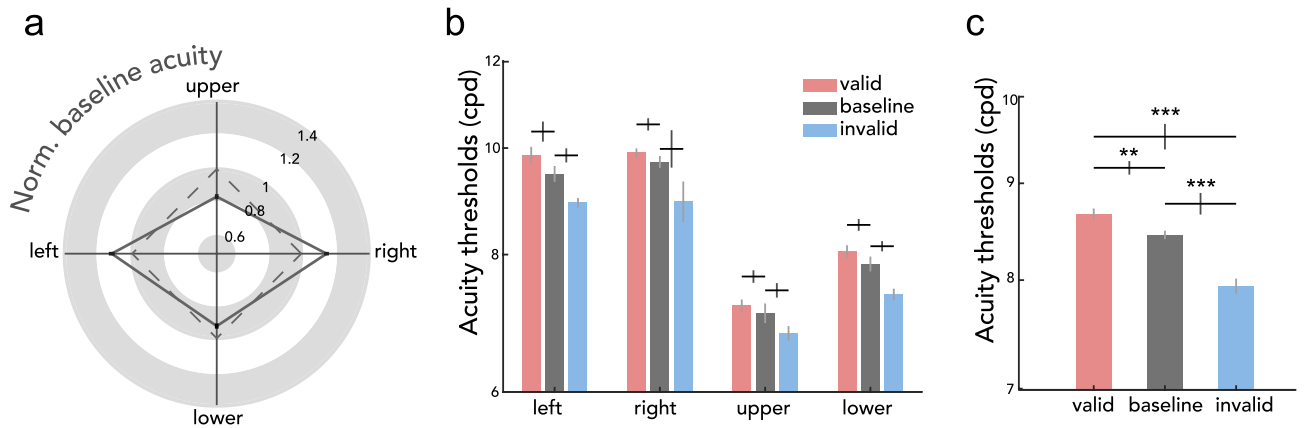 a
Norm. baseline acuity
upper
1.4
1.2
1
0.8
0.6
left
right
lower
b
Acuity thresholds (cpd)
12
10
8
6
valid
baseline
invalid
left
right
upper
lower
c
Acuity thresholds (cpd)
10
9
8
7
***
**
***
valid
baseline
invalid